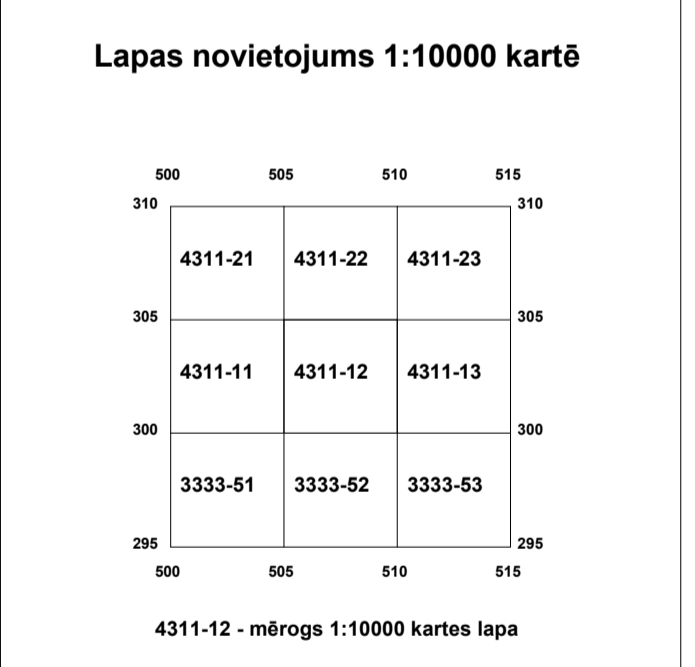 Lapas novietojums 1:10000 kartē
500 505 510 515
310 310
4311-21 4311-22 4311-23
305 305
4311-11 4311-12 4311-13
300 300
3333-51 3333-52 3333-53
295 295
500 505 510 515
4311-12 - mērogs 1:10000 kartes lapa